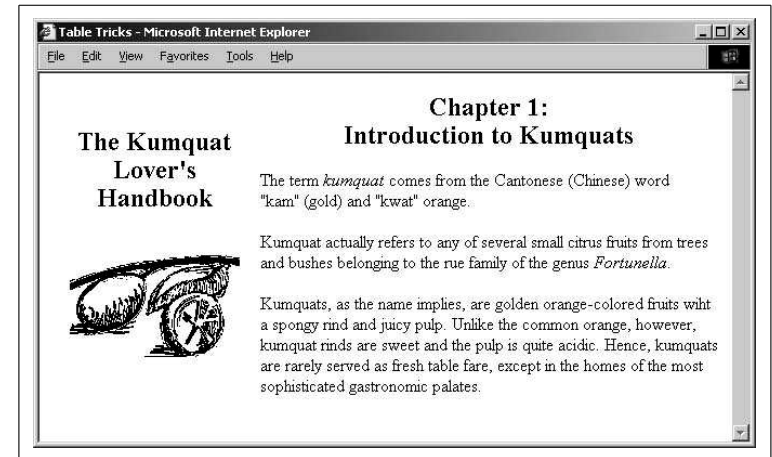 Table Tricks - Microsoft Internet Explorer
File Edit View Favorites Tools Help
The Kumquat
Lover's
Handbook
Chapter 1:
Introduction to Kumquats
The term kumquat comes from the Cantonese (Chinese) word
"kam" (gold) and "kwat" orange.
Kumquat actually refers to any of several small citrus fruits from trees
and bushes belonging to the rue family of the genus Fortunella.
Kumquats, as the name implies, are golden orange-colored fruits wiht
a spongy rind and juicy pulp. Unlike the common orange, however,
kumquat rinds are sweet and the pulp is quite acidic. Hence, kumquats
are rarely served as fresh table fare, except in the homes of the most
sophisticated gastronomic palates.